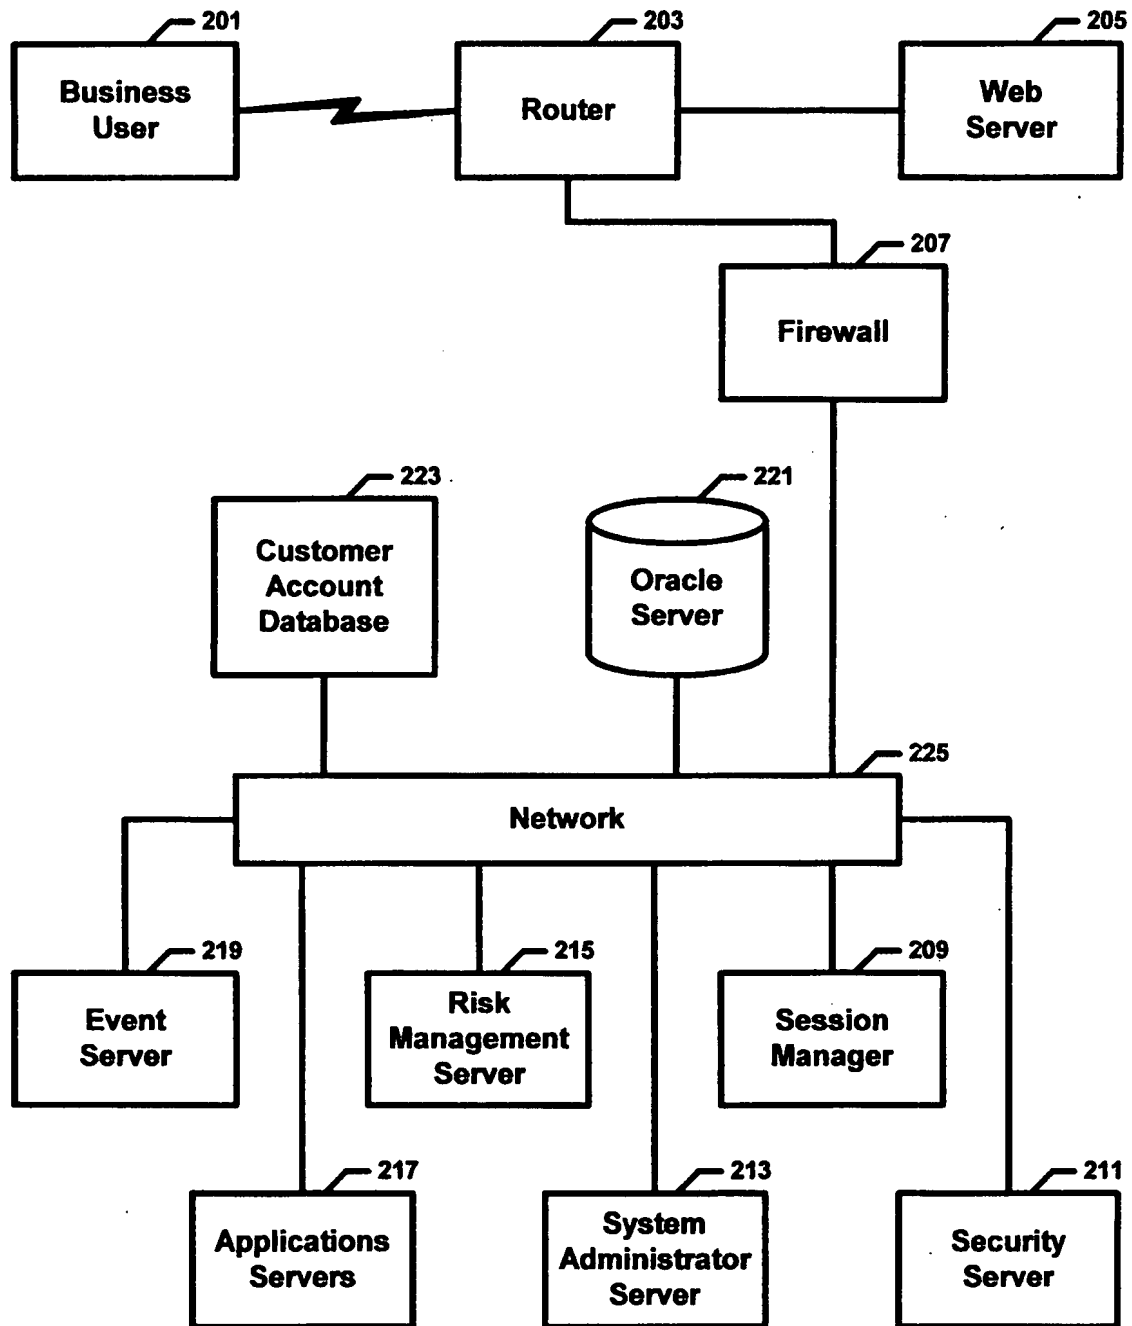 201
203
205
Business
User
Router
Web
Server
207
Firewall
223
221
Customer
Account
Database
Oracle
Server
225
Network
219
215
209
Event
Server
Risk
Management
Server
Session
Manager
217
213
211
Applications
Servers
System
Administrator
Server
Security
Server